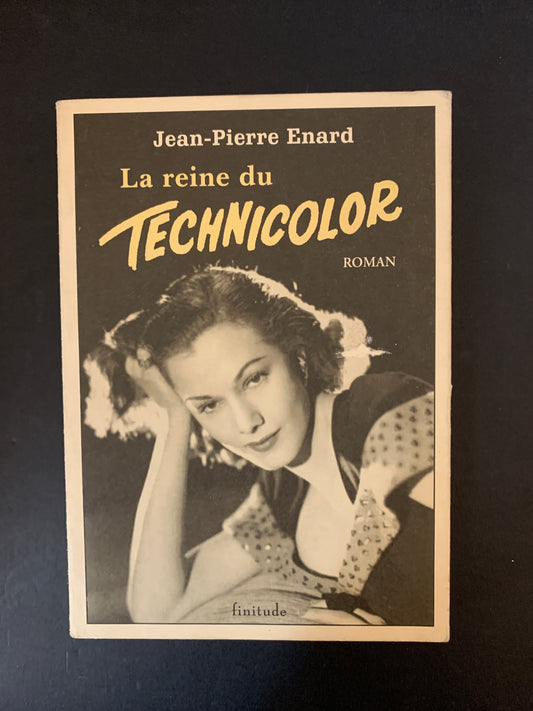 Jean-Pierre Enard
La reine du
TECHNICOLOR
ROMAN
finitude